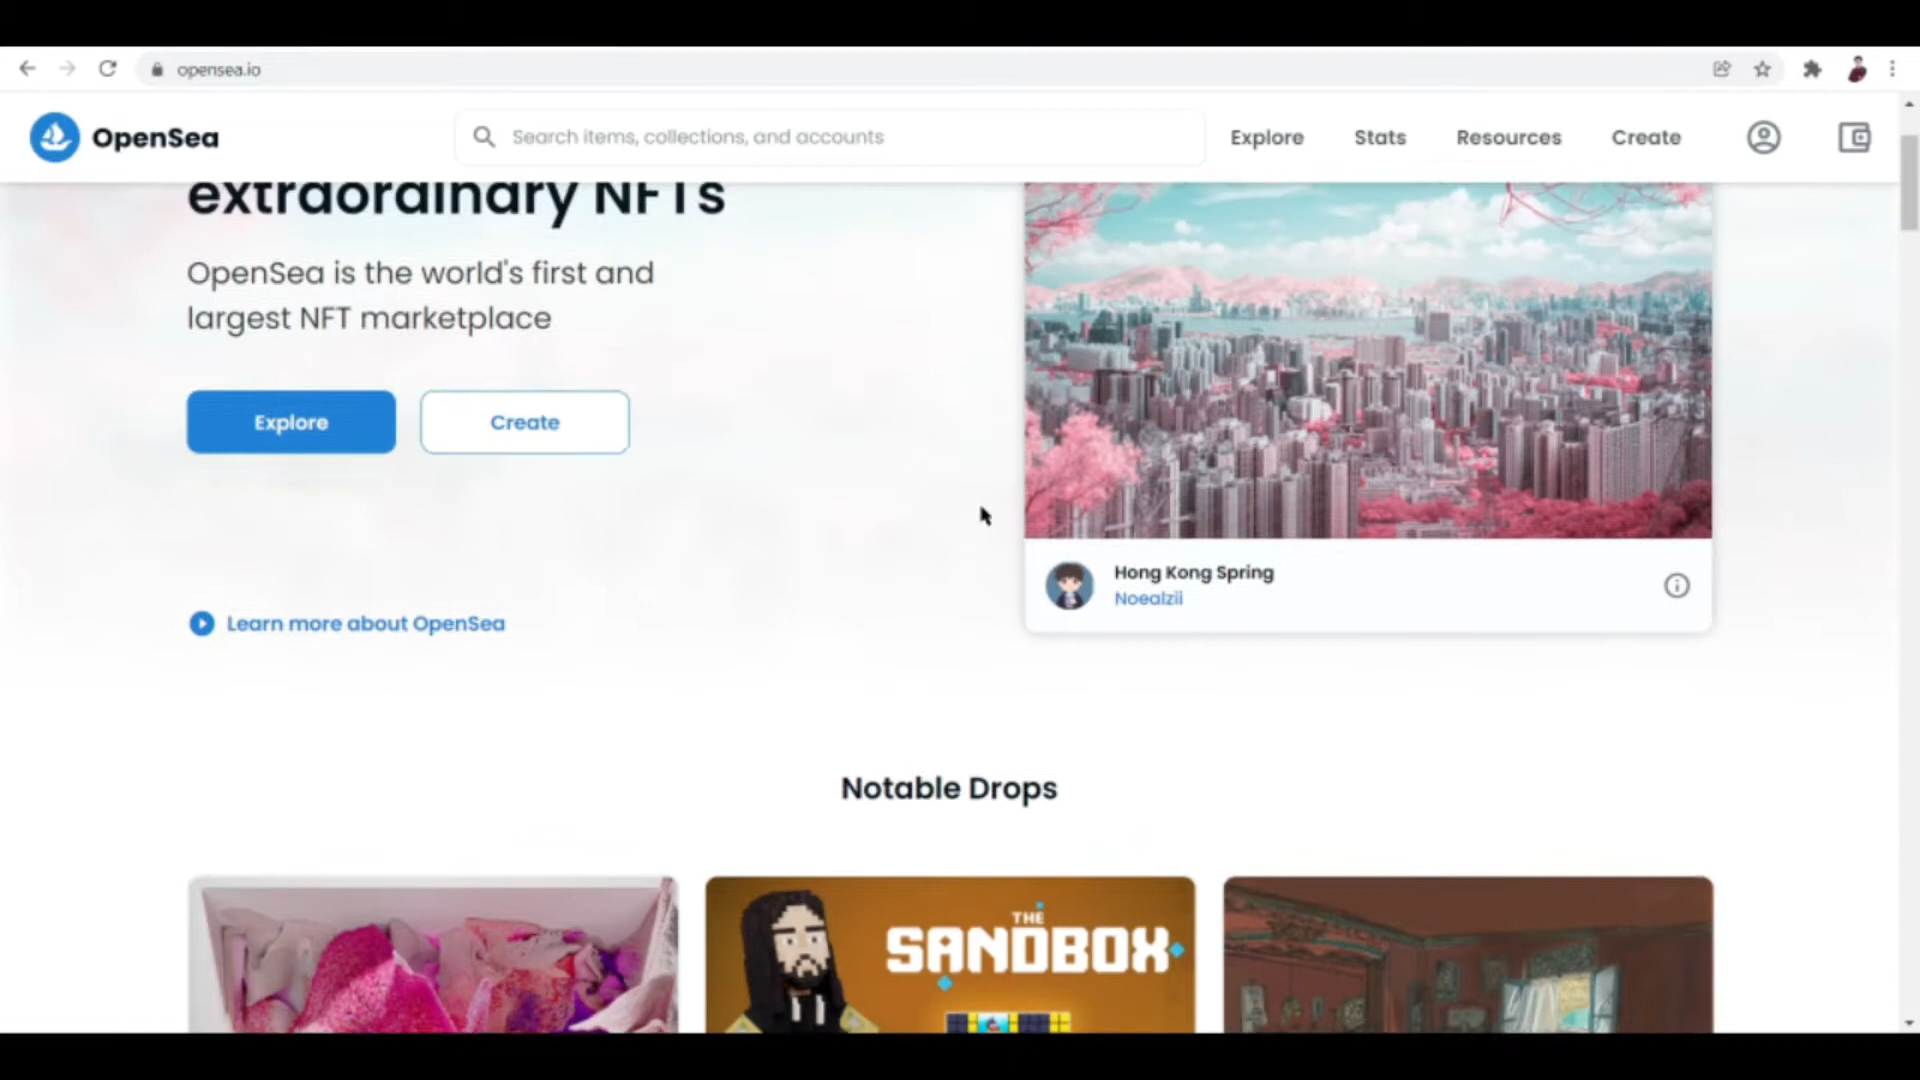 opensea.io
OpenSea
Search items, collections, and accounts
Explore
Stats
Resources
Create
extraordinary NFTs
OpenSea is the world's first and
largest NFT marketplace
Explore
Create
Hong Kong Spring
Noealzii
Learn more about OpenSea
Notable Drops
THE
SANDBOX